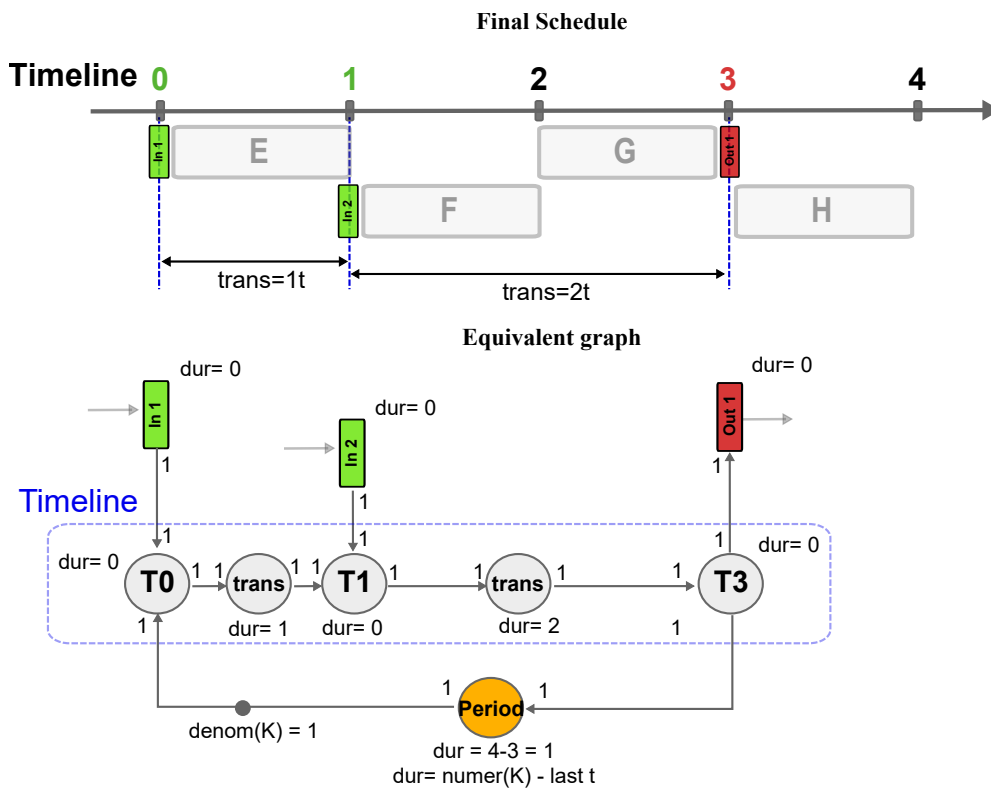 Final Schedule
Timeline 0 1 2 3 4
In 1 E G Out 1
In 2 F H
trans=1t
trans=2t
Equivalent graph
dur= 0
dur= 0
dur= 0
In 1
In 2
Out 1
1
1
1
Timeline
1
1
1
dur= 0
dur= 0
T0 1 1 trans 1 1 T1 1 1 trans 1 1 T3
1 dur= 1 dur= 0 dur= 2 1
1 Period 1
denom(K) = 1
dur = 4-3 = 1
dur= numer(K) - last t